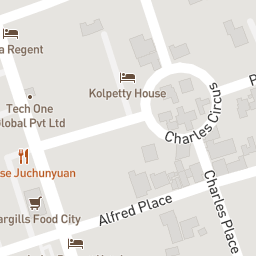 a Regent
Kolpetty House
Tech One
Global Pvt Ltd
Charles Circus
se Juchunyuan
Charles Place
Alfred Place
argills Food City